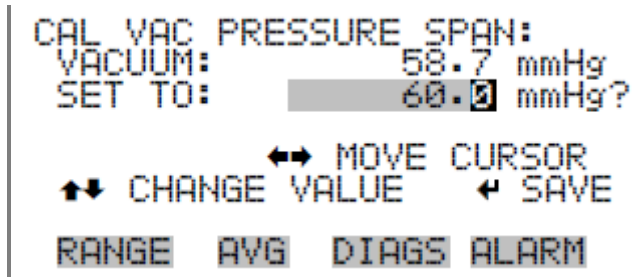 CAL VAC PRESSURE SPAN:
VACUUM: 58.7 mmHg
SET TO: 60.0 mmHg?
←→ MOVE CURSOR
↑↓ CHANGE VALUE ↵ SAVE
RANGE AVG DIAGS ALARM